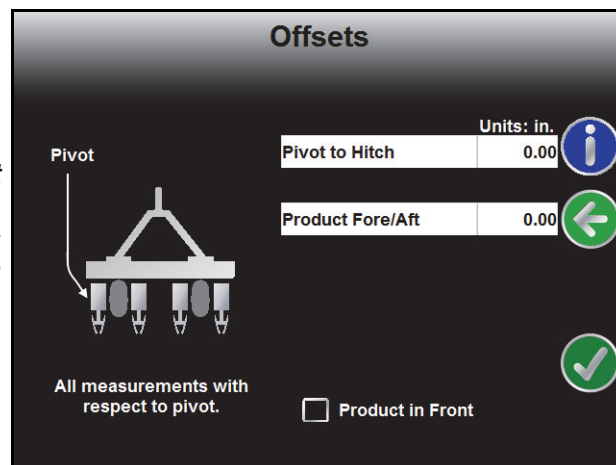 Offsets
Units: in.
Pivot to Hitch 0.00
Pivot
Product Fore/Aft 0.00
All measurements with
respect to pivot.
Product in Front